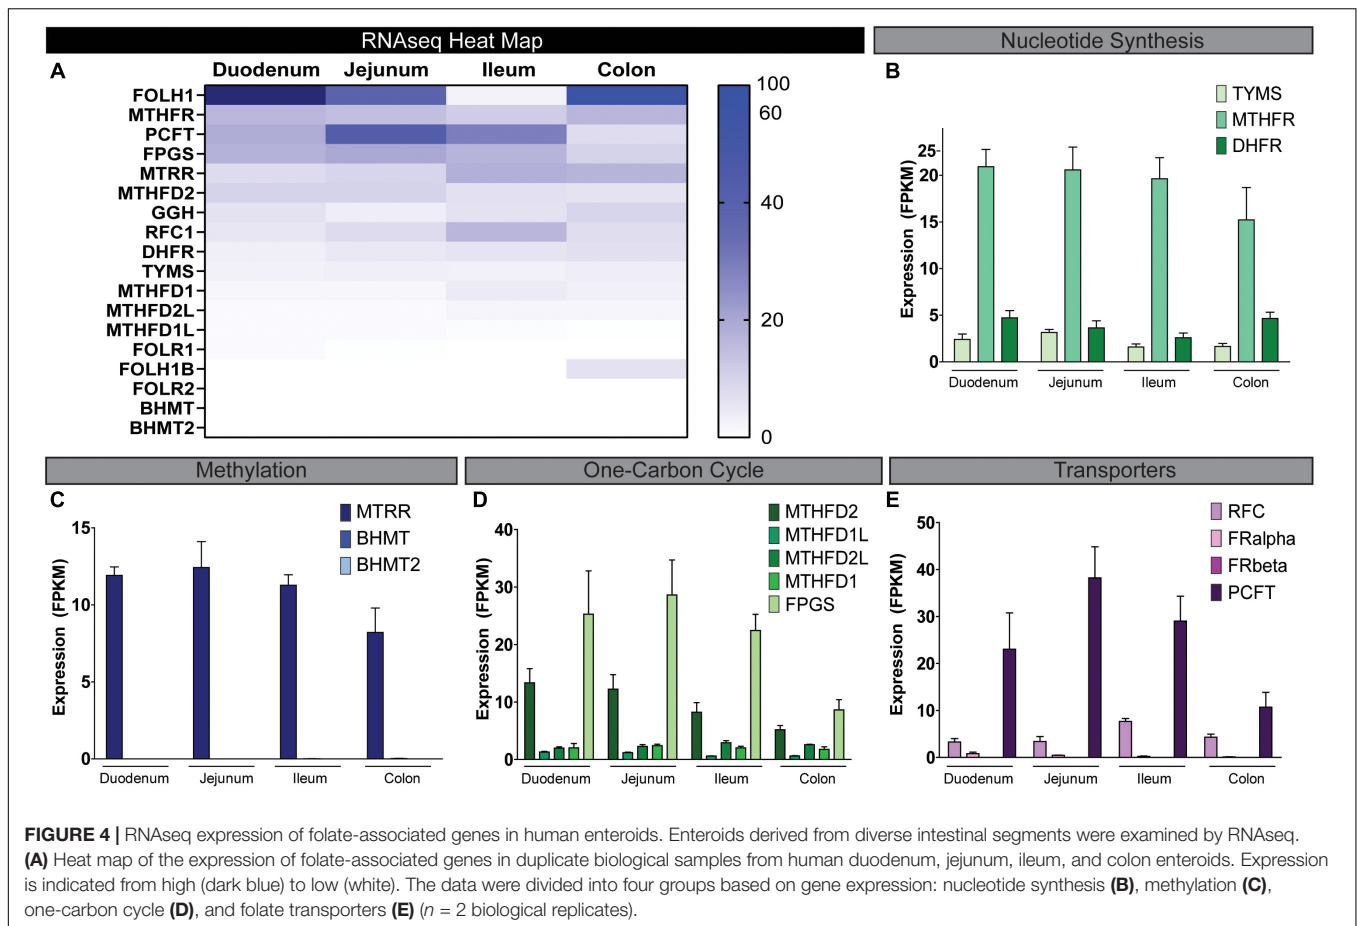 RNAseq Heat Map
A
Duodenum Jejunum Ileum Colon
FOLH1
MTHFR
PCFT
FPGS
MTRR
MTHFD2
GGH
RFC1
DHFR
TYMS
MTHFD1
MTHFD2L
MTHFD1L
FOLR1
FOLH1B
FOLR2
BHMT
BHMT2
100
60
40
20
0
Nucleotide Synthesis
B
TYMS
MTHFR
DHFR
Expression (FPKM)
25
20
15
10
5
0
Duodenum Jejunum Ileum Colon
Methylation
C
MTRR
BHMT
BHMT2
Expression (FPKM)
15
10
5
0
Duodenum Jejunum Ileum Colon
One-Carbon Cycle
D
MTHFD2
MTHFD1L
MTHFD2L
MTHFD1
FPGS
Expression (FPKM)
40
30
20
10
0
Duodenum Jejunum Ileum Colon
Transporters
E
RFC
FRalpha
FRbeta
PCFT
Expression (FPKM)
50
40
30
20
10
0
Duodenum Jejunum Ileum Colon
FIGURE 4 | RNAseq expression of folate-associated genes in human enteroids. Enteroids derived from diverse intestinal segments were examined by RNAseq.
(A) Heat map of the expression of folate-associated genes in duplicate biological samples from human duodenum, jejunum, ileum, and colon enteroids. Expression
is indicated from high (dark blue) to low (white). The data were divided into four groups based on gene expression: nucleotide synthesis (B), methylation (C),
one-carbon cycle (D), and folate transporters (E) (n = 2 biological replicates).